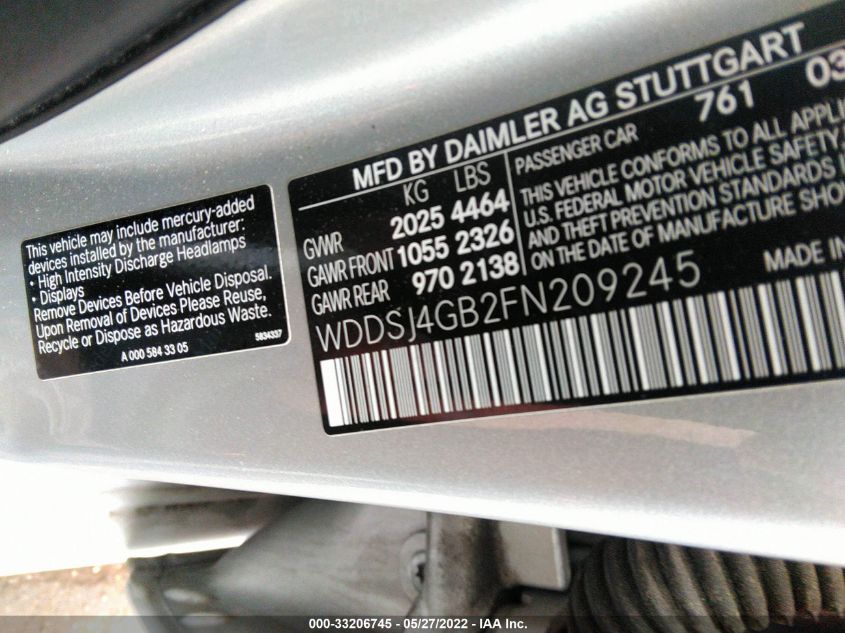 This vehicle may include mercury-added
devices installed by the manufacturer:
• High Intensity Discharge Headlamps
• Displays
Remove Devices Before Vehicle Disposal.
Upon Removal of Devices Please Reuse,
Recycle or Dispose as Hazardous Waste.
A 000 584 33 05 5834337
MFD BY DAIMLER AG STUTTGART
KG LBS PASSENGER CAR 761 03
GVWR 2025 4464
GAWR FRONT 1055 2326
GAWR REAR 970 2138
THIS VEHICLE CONFORMS TO ALL
U.S. FEDERAL MOTOR VEHICLE SAFETY,
AND THEFT PREVENTION STANDARDS
ON THE DATE OF MANUFACTURE
WDDSJ4GB2FN209245 MADE IN
000-33206745 — 05/27/2022 — IAA Inc.